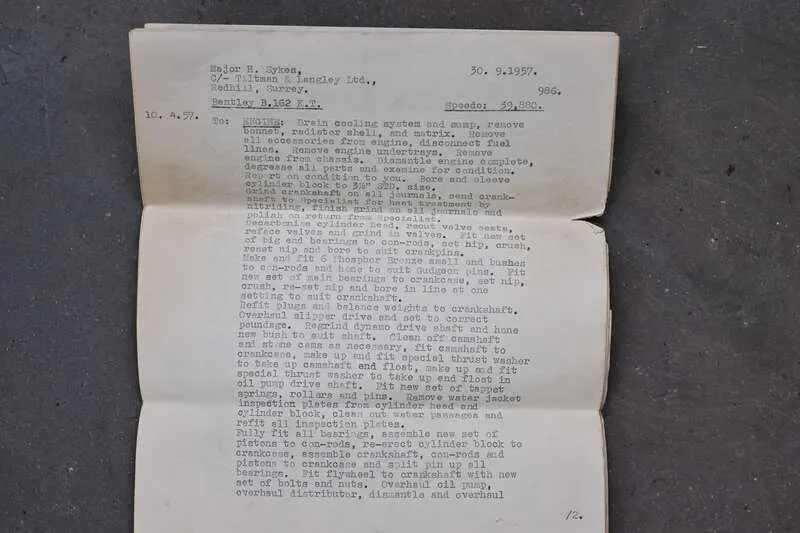 Major H. Sykes, 30. 9.1957.
C/- Tiltman & Langley Ltd.,
Redhill, Surrey. 986.
Bentley B.162 K.T. Speedo: 39,880.
10. 4.57. To: ENGINE: Drain cooling system and sump, remove
bonnet, radiator shell, and matrix. Remove
all accessories from engine, disconnect fuel
lines. Remove engine undertrays. Remove
engine from chassis. Dismantle engine complete,
degrease all parts and examine for condition.
Report on condition to you. Bore and sleeve
cylinder block to 3½" STD. size.
Grind crankshaft on all journals, send crank-
shaft to Specialist for heat treatment by
nitriding, finish grind on all journals and
polish on return from Specialist.
Decarbonise cylinder head, recut valve seats,
reface valves and grind in valves. Fit new set
of big end bearings to con-rods, set nip, crush,
reset nip and bore to suit crankpins.
Make and fit 6 Phosphor Bronze small end bushes
to con-rods and hone to suit Gudgeon pins. Fit
new set of main bearings to crankcase, set nip,
crush, re-set nip and bore in line at one
setting to suit crankshaft.
Refit plugs and balance weights to crankshaft.
Overhaul slipper drive and set to correct
poundage. Regrind dynamo drive shaft and hone
new bush to suit shaft. Clean off camshaft
and stone cams as necessary, fit camshaft to
crankcase, make up and fit special thrust washer
to take up camshaft end float, make up and fit
special thrust washer to take up end float in
oil pump drive shaft. Fit new set of tappet
springs, rollers and pins. Remove water jacket
inspection plates from cylinder head and
cylinder block, clean out water passages and
refit all inspection plates.
Fully fit all bearings, assemble new set of
pistons to con-rods, re-erect cylinder block to
crankcase, assemble crankshaft, con-rods and
pistons to crankcase and split pin up all
bearings. Fit flywheel to crankshaft with new
set of bolts and nuts. Overhaul oil pump,
overhaul distributor, dismantle and overhaul
/2.